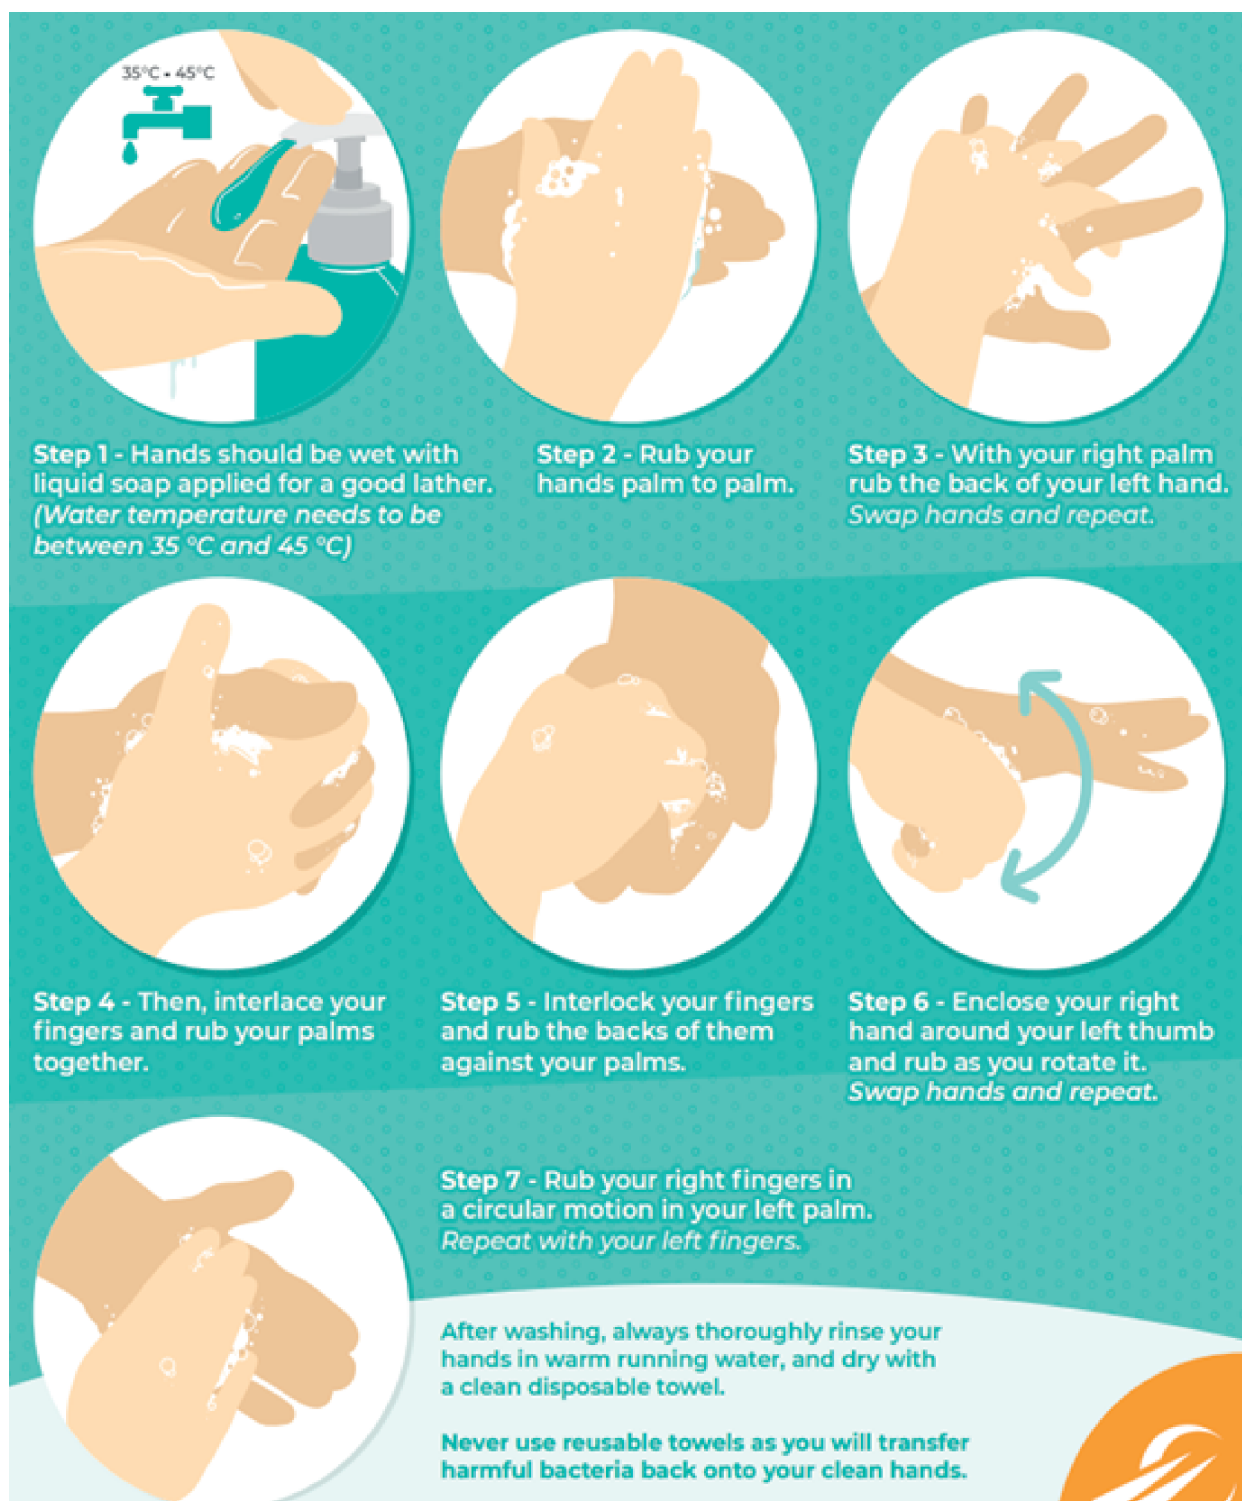 35°C • 45°C
Step 1 - Hands should be wet with
liquid soap applied for a good lather.
(Water temperature needs to be
between 35 °C and 45 °C)
Step 2 - Rub your
hands palm to palm.
Step 3 - With your right palm
rub the back of your left hand.
Swap hands and repeat.
Step 4 - Then, interlace your
fingers and rub your palms
together.
Step 5 - Interlock your fingers
and rub the backs of them
against your palms.
Step 6 - Enclose your right
hand around your left thumb
and rub as you rotate it.
Swap hands and repeat.
Step 7 - Rub your right fingers in
a circular motion in your left palm.
Repeat with your left fingers.
After washing, always thoroughly rinse your
hands in warm running water, and dry with
a clean disposable towel.
Never use reusable towels as you will transfer
harmful bacteria back onto your clean hands.